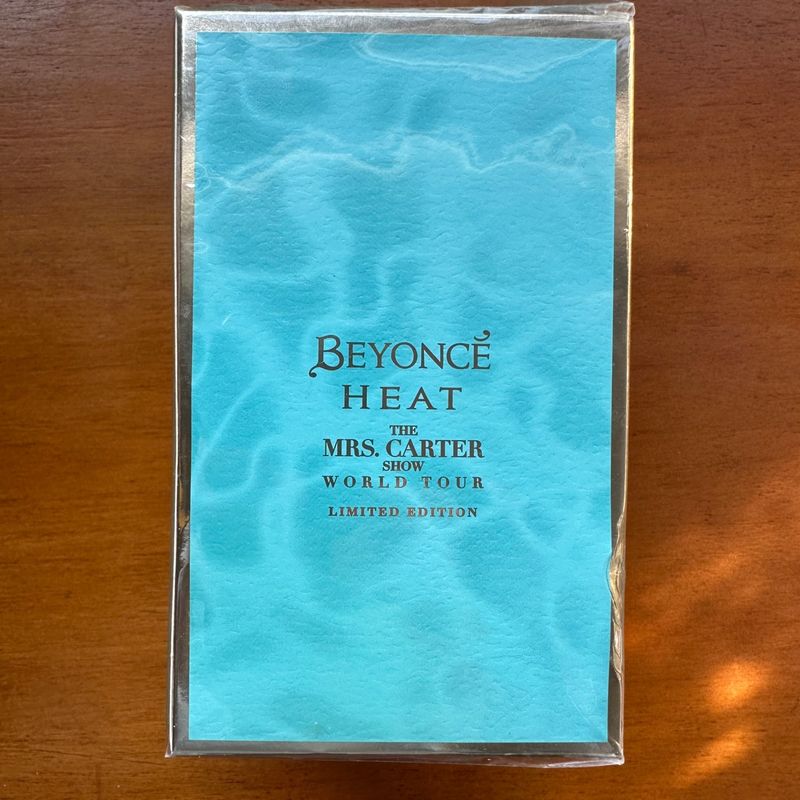 BEYONCÉ
HEAT
THE
MRS. CARTER
SHOW
WORLD TOUR
LIMITED EDITION